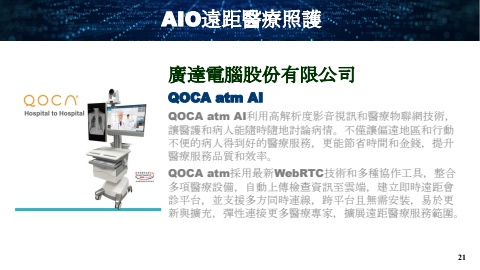 AIO遠距醫療照護
廣達電腦股份有限公司
QOCA
Hospital to Hospital
QOCA atm AI
QOCA atm AI利用高解析度影音視訊和醫療物聯網技術，
讓醫護和病人能隨時隨地討論病情。不僅讓偏遠地區和行動
不便的病人得到好的醫療服務，更能節省時間和金錢，提升
醫療服務品質和效率。
QOCA atm採用最新WebRTC技術和多種協作工具，整合
多項醫療設備，自動上傳檢查資訊至雲端，建立即時遠距會
診平台，並支援多方同時連線，跨平台且無需安裝，易於更
新與擴充，彈性連接更多醫療專家，擴展遠距醫療服務範圍。
21